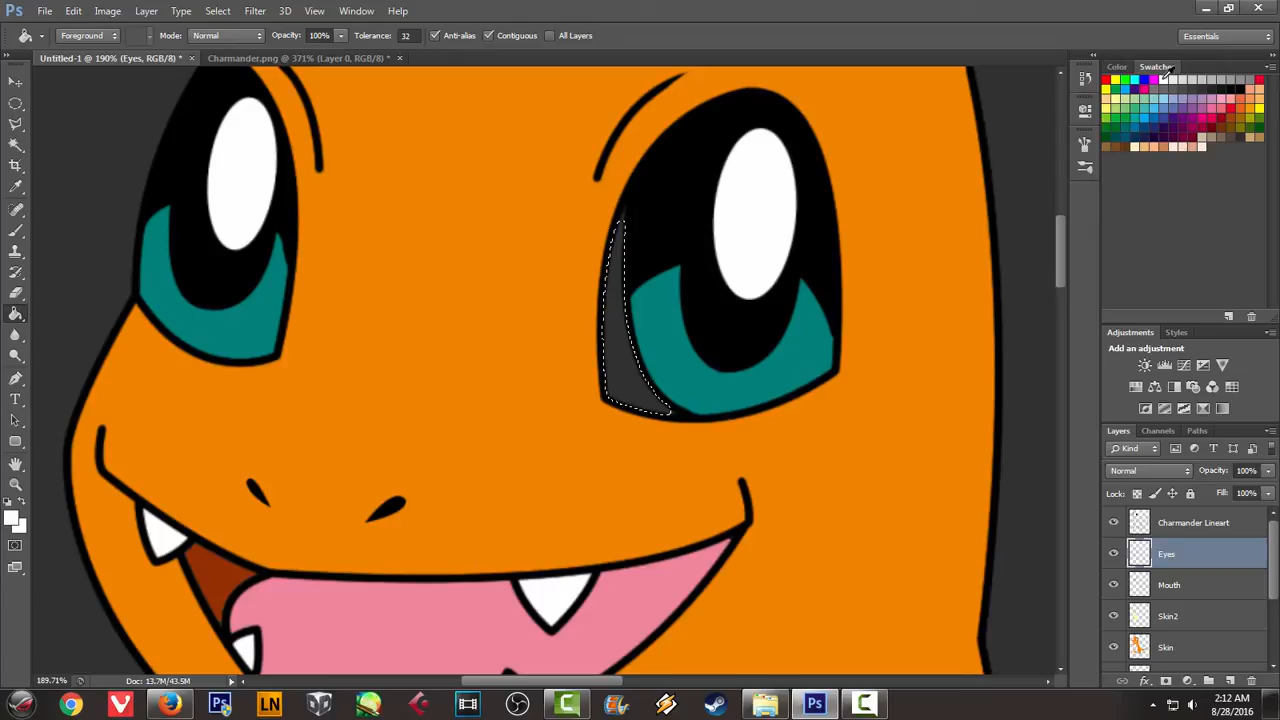 Ps File Edit Image Layer Type Select Filter 3D View Window Help
Foreground Mode: Normal Opacity: 100% Tolerance: 32 Anti-alias Contiguous All Layers Essentials
Untitled-1 @ 190% (Eyes, RGB/8) * × Charmander.png @ 371% (Layer 0, RGB/8) * ×
Color Swatches
Adjustments Styles
Add an adjustment
Layers Channels Paths
Kind
Normal Opacity: 100%
Lock: Fill: 100%
Charmander Lineart
Eyes
Mouth
Skin2
Skin
189.71% Doc: 13.7M/43.5M
2:12 AM
8/28/2016